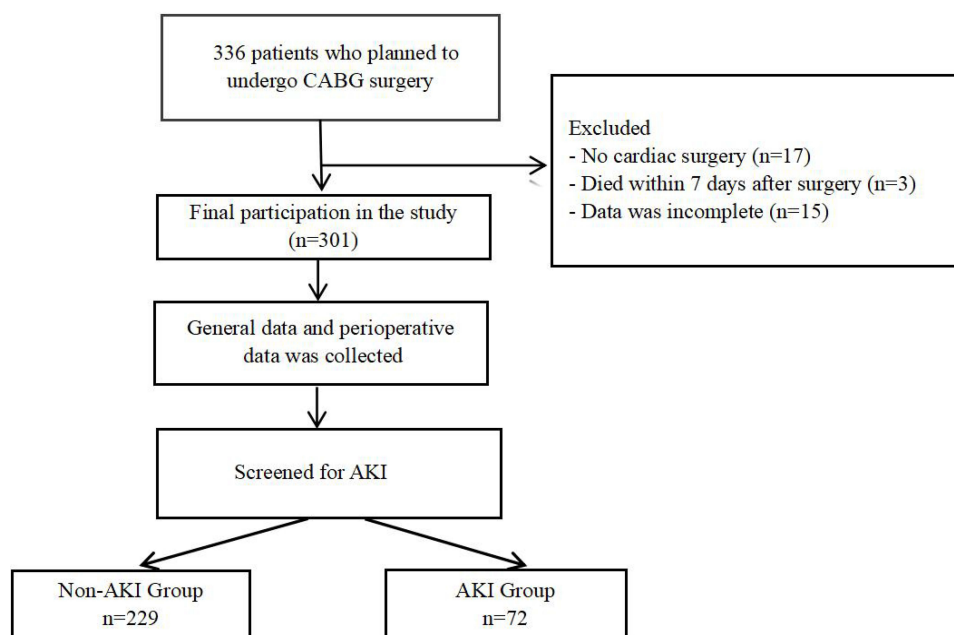 336 patients who planned to
undergo CABG surgery
Excluded
- No cardiac surgery (n=17)
- Died within 7 days after surgery (n=3)
- Data was incomplete (n=15)
Final participation in the study
(n=301)
General data and perioperative
data was collected
Screened for AKI
Non-AKI Group
n=229
AKI Group
n=72